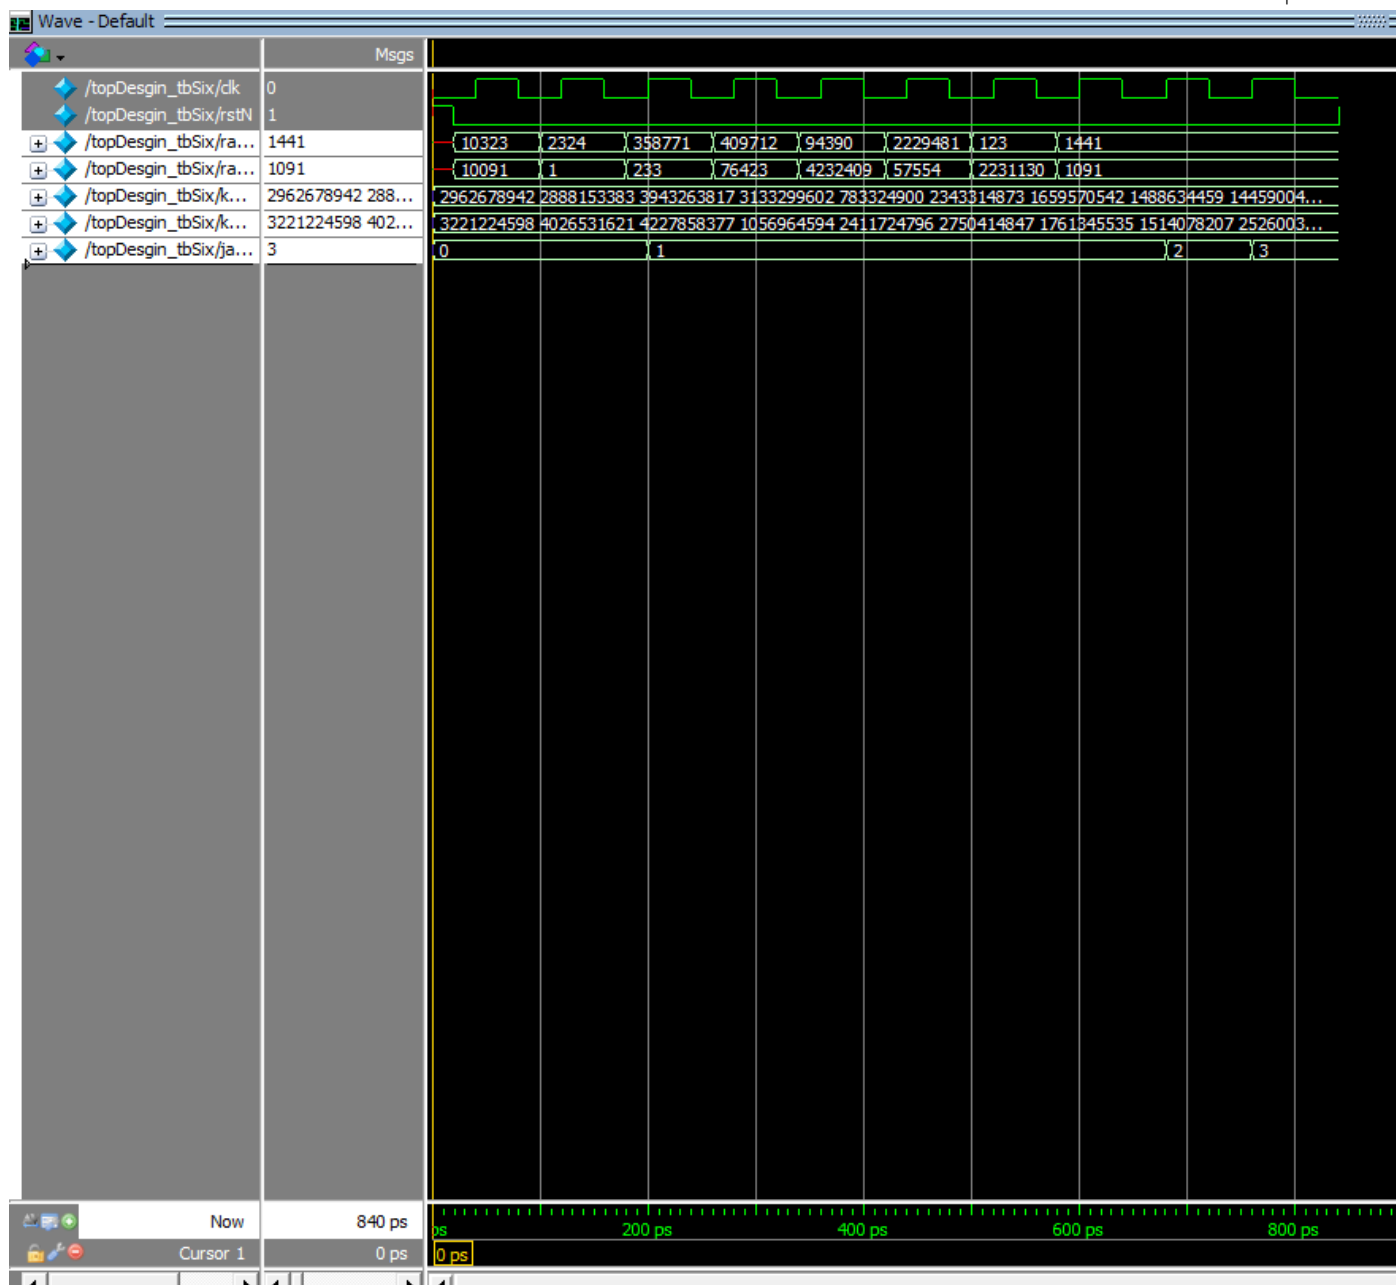 Wave - Default
Msgs
/topDesgin_tbSix/clk 0
/topDesgin_tbSix/rstN 1
/topDesgin_tbSix/ra... 1441 10323 2324 358771 409712 94390 2229481 123 1441
/topDesgin_tbSix/ra... 1091 10091 1 233 76423 4232409 57554 2231130 1091
/topDesgin_tbSix/k... 2962678942 288... 2962678942 2888153383 3943263817 3133299602 783324900 2343314873 1659570542 1488634459 14459004...
/topDesgin_tbSix/k... 3221224598 402... 3221224598 4026531621 4227858377 1056964594 2411724796 2750414847 1761345535 1514078207 2526003...
/topDesgin_tbSix/ja... 3 0 1 2 3
Now 840 ps ps 200 ps 400 ps 600 ps 800 ps
Cursor 1 0 ps 0 ps